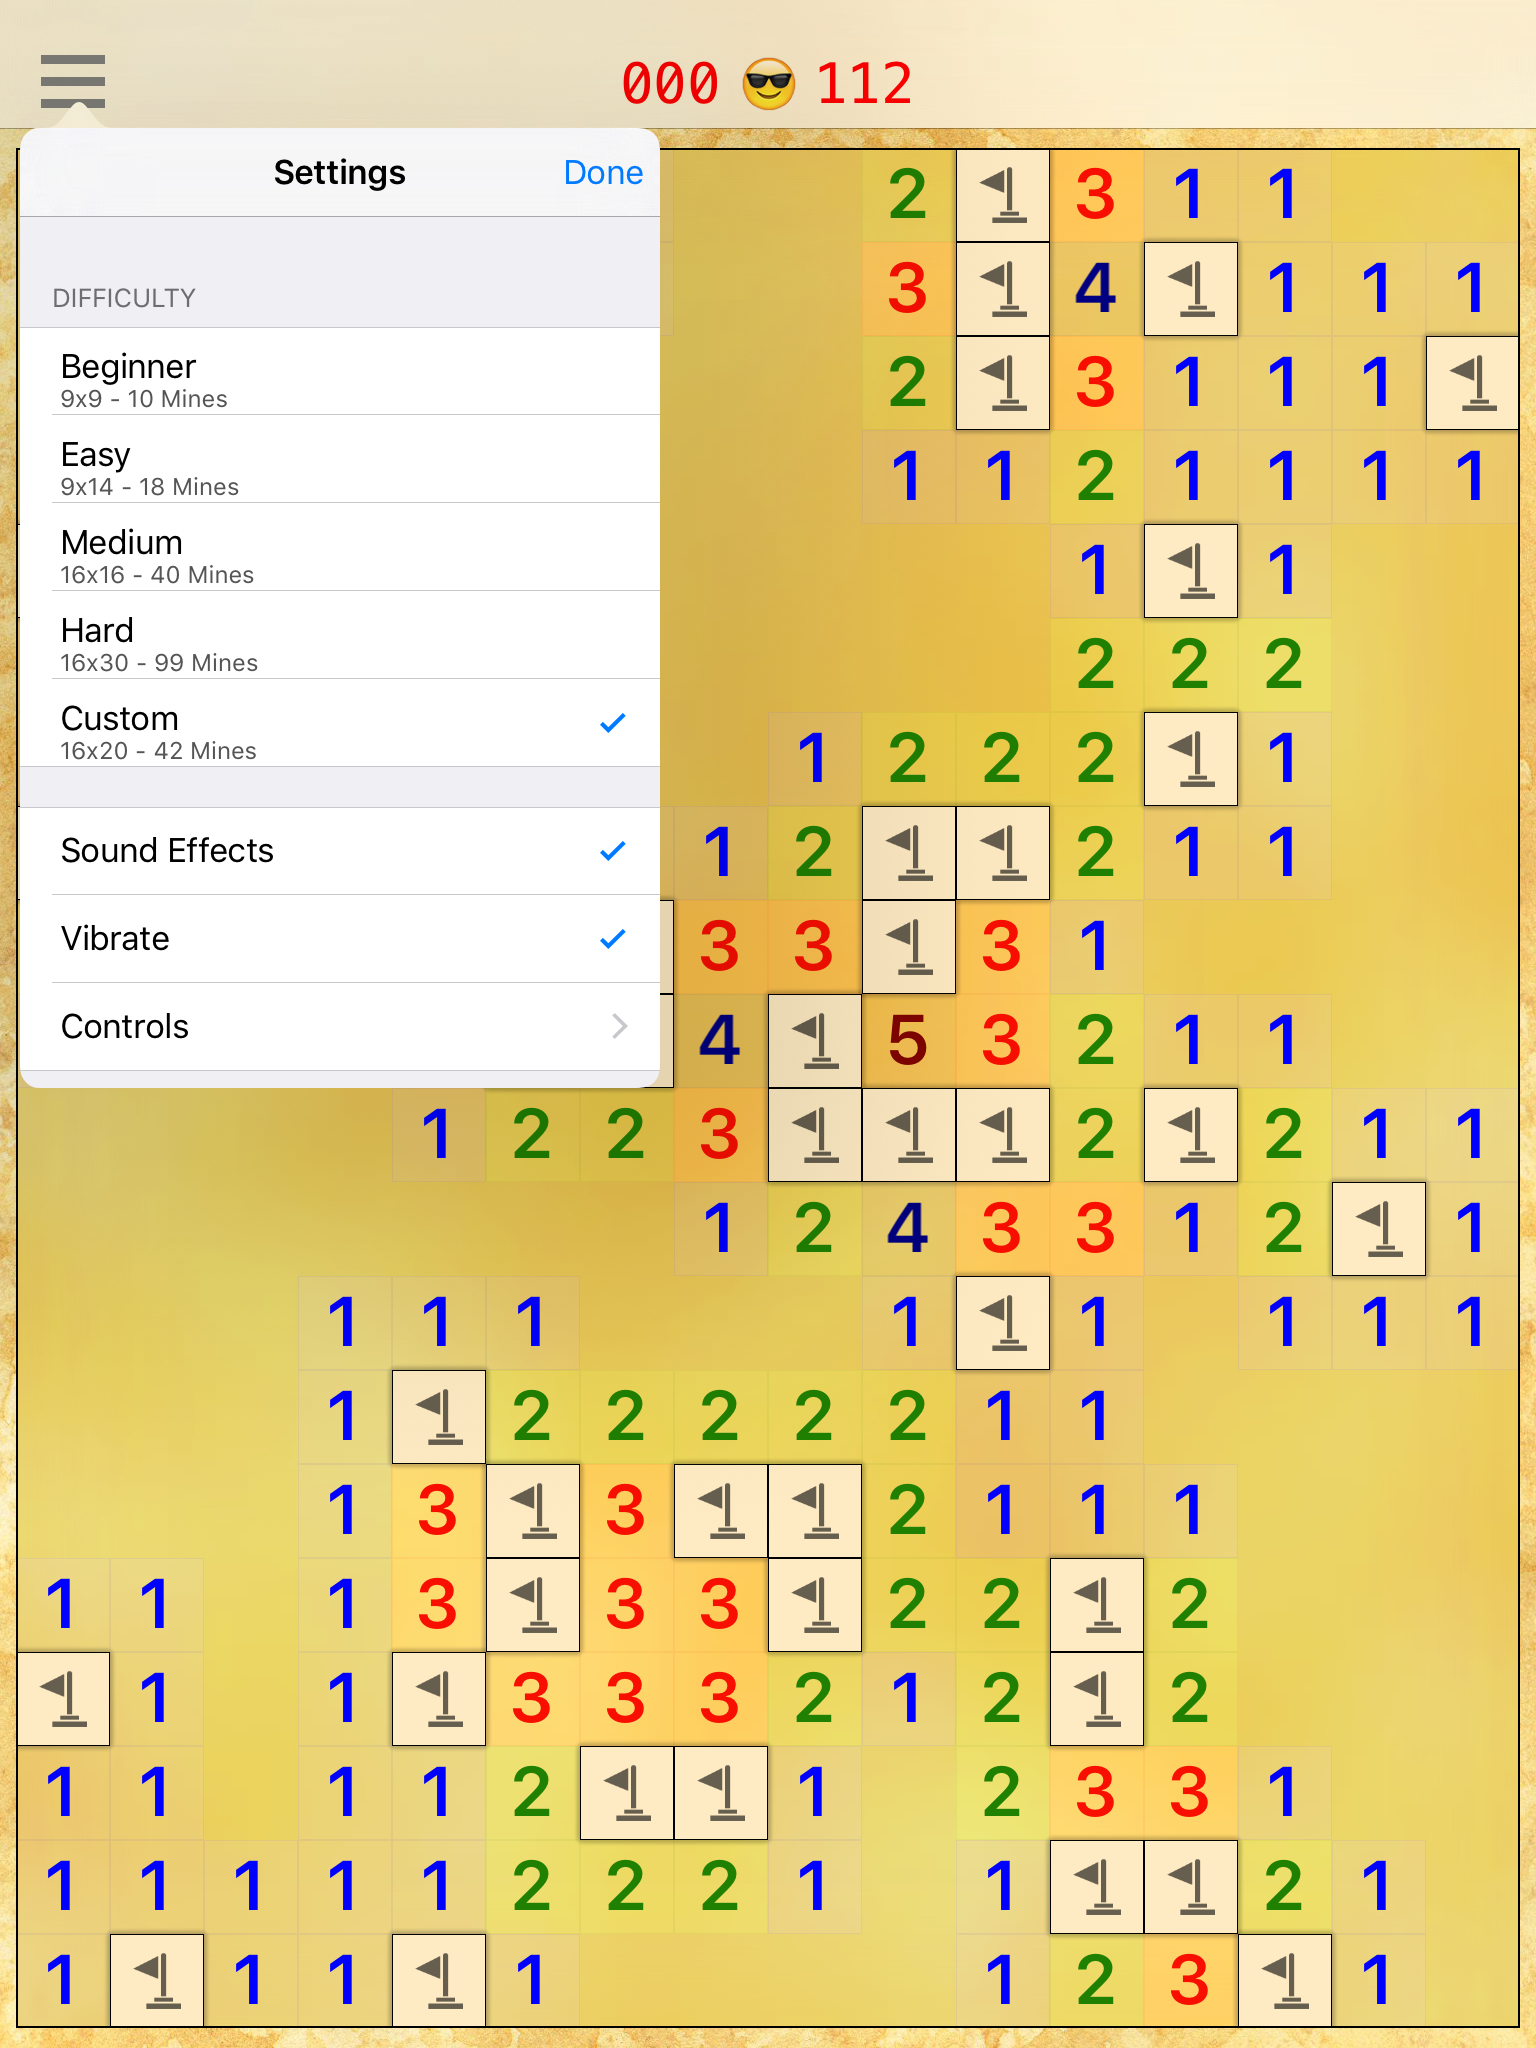 000 😎 112
Settings Done
DIFFICULTY
Beginner
9x9 - 10 Mines
Easy
9x14 - 18 Mines
Medium
16x16 - 40 Mines
Hard
16x30 - 99 Mines
Custom
16x20 - 42 Mines
Sound Effects
Vibrate
Controls
2 3 1 1
3 4 1 1 1
2 3 1 1 1
1 1 2 1 1 1 1
1 1
2 2 2
1 2 2 2 1
1 2 2 1 1
3 3 3 1
4 5 3 2 1 1
1 2 2 3 2 2 1 1
1 2 4 3 3 1 2 1
1 1 1 1 1 1 1 1
1 2 2 2 2 2 1 1
1 3 3 2 1 1 1
1 1 1 3 3 3 2 2 2
1 1 3 3 3 2 1 2 2
1 1 1 1 2 1 2 3 3 1
1 1 1 1 1 2 2 2 1 1 2 1
1 1 1 1 1 2 3 1